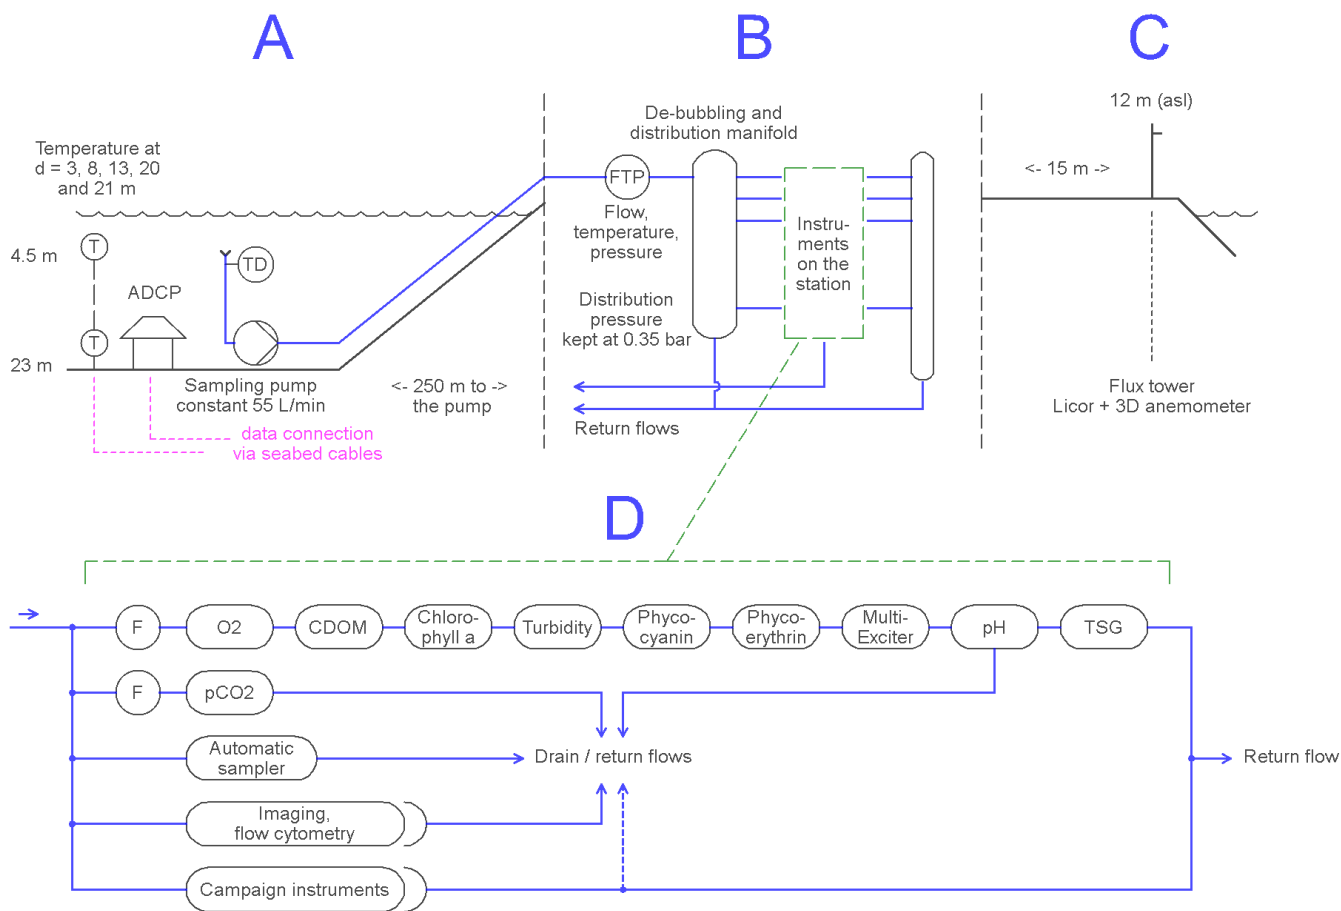 A
B
C
Temperature at
d = 3, 8, 13, 20
and 21 m
4.5 m
T
TD
ADCP
T
23 m
Sampling pump
constant 55 L/min
<- 250 m to ->
the pump
data connection
via seabed cables
De-bubbling and
distribution manifold
FTP
Flow,
temperature,
pressure
Instru-
ments
on the
station
Distribution
pressure
kept at 0.35 bar
Return flows
12 m (asl)
<- 15 m ->
Flux tower
Licor + 3D anemometer
D
F
O2
CDOM
Chloro-
phyll a
Turbidity
Phyco-
cyanin
Phyco-
erythrin
Multi-
Exciter
pH
TSG
F
pCO2
Automatic
sampler
Drain / return flows
Return flow
Imaging,
flow cytometry
Campaign instruments